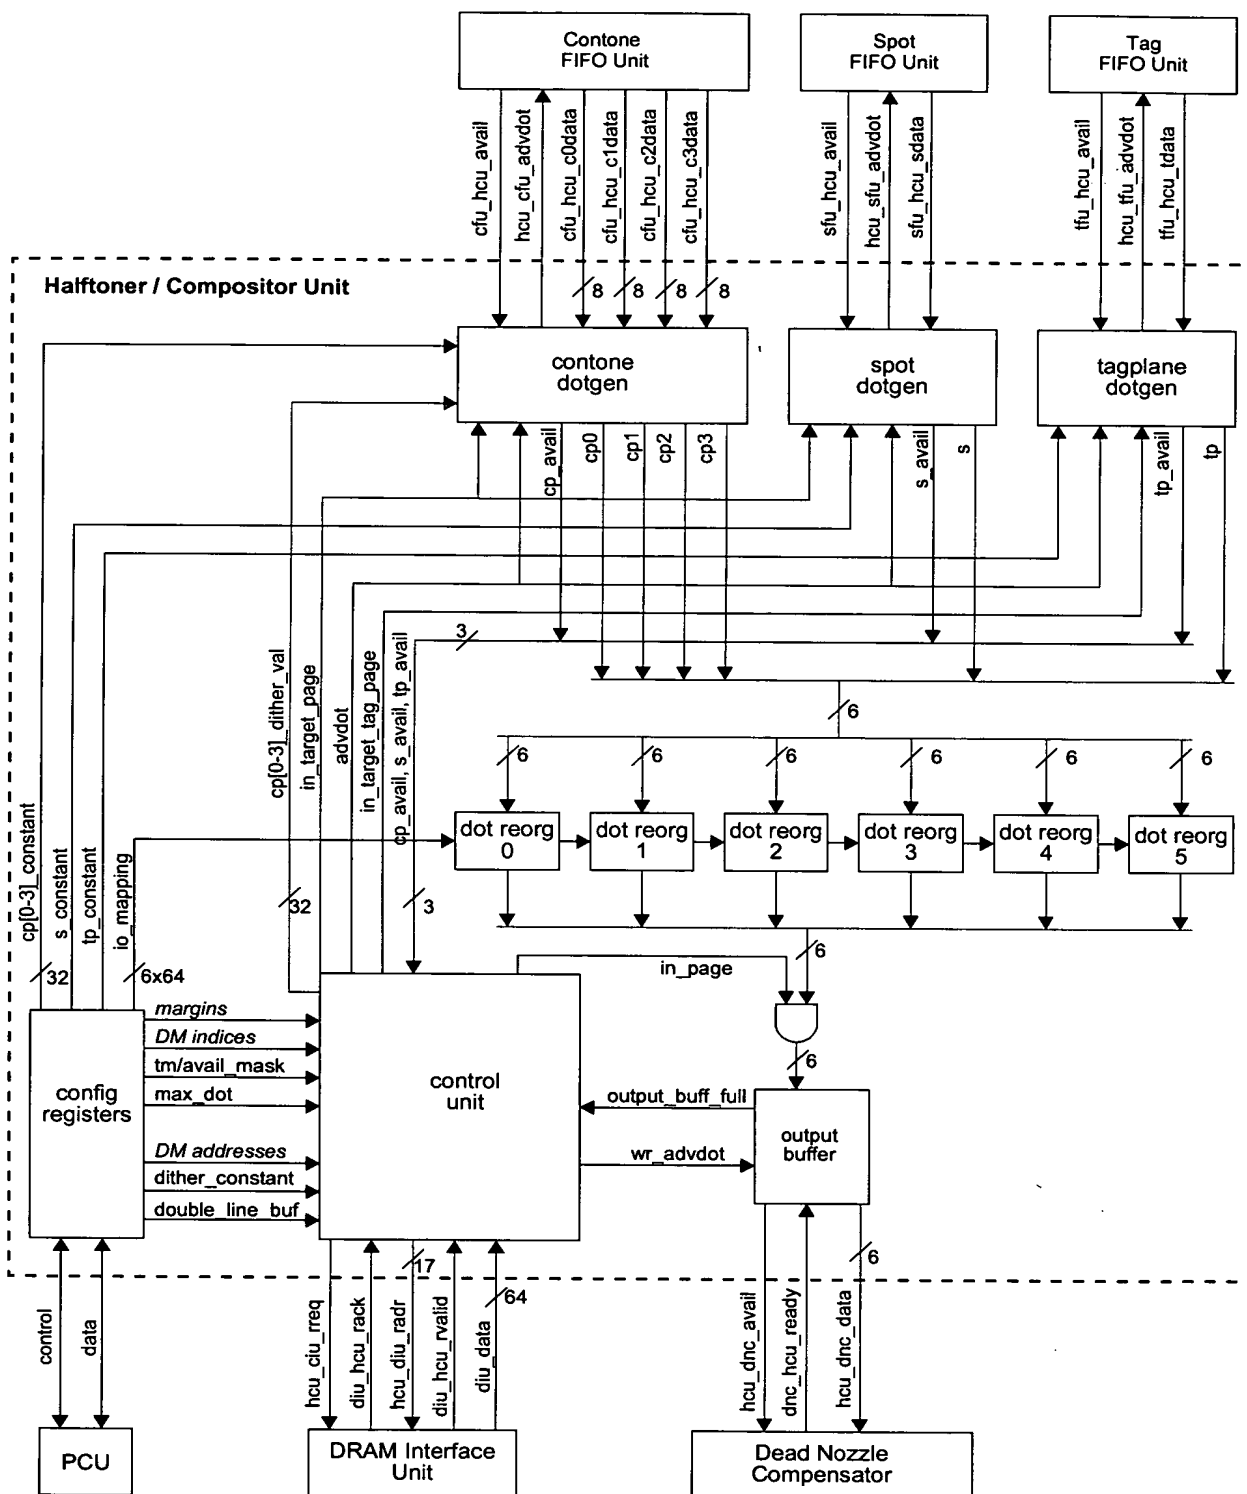 Contone
FIFO Unit
Spot
FIFO Unit
Tag
FIFO Unit
cfu_hcu_avail
hcu_cfu_advdot
cfu_hcu_c0data
cfu_hcu_c1data
cfu_hcu_c2data
cfu_hcu_c3data
sfu_hcu_avail
hcu_sfu_advdot
sfu_hcu_sdata
tfu_hcu_avail
hcu_tfu_advdot
tfu_hcu_tdata
Halftoner / Compositor Unit
8
8
8
8
contone
dotgen
spot
dotgen
tagplane
dotgen
cp_avail
cp0
cp1
cp2
cp3
s_avail
s
tp_avail
tp
3
6
cp[0-3]_dither_val
in_target_page
advdot
in_target_tag_page
cp_avail, s_avail, tp_avail
6
6
6
6
6
6
dot reorg
0
dot reorg
1
dot reorg
2
dot reorg
3
dot reorg
4
dot reorg
5
cp[0-3]_constant
s_constant
tp_constant
io_mapping
32
3
32
6x64
in_page
6
margins
DM indices
tm/avail_mask
max_dot
DM addresses
dither_constant
double_line_buf
config
registers
control
unit
6
output_buff_full
wr_advdot
output
buffer
17
64
6
control
data
hcu_ciu_rreq
diu_hcu_rack
hcu_diu_radr
diu_hcu_rvalid
diu_data
hcu_dnc_avail
dnc_hcu_ready
hcu_dnc_data
PCU
DRAM Interface
Unit
Dead Nozzle
Compensator